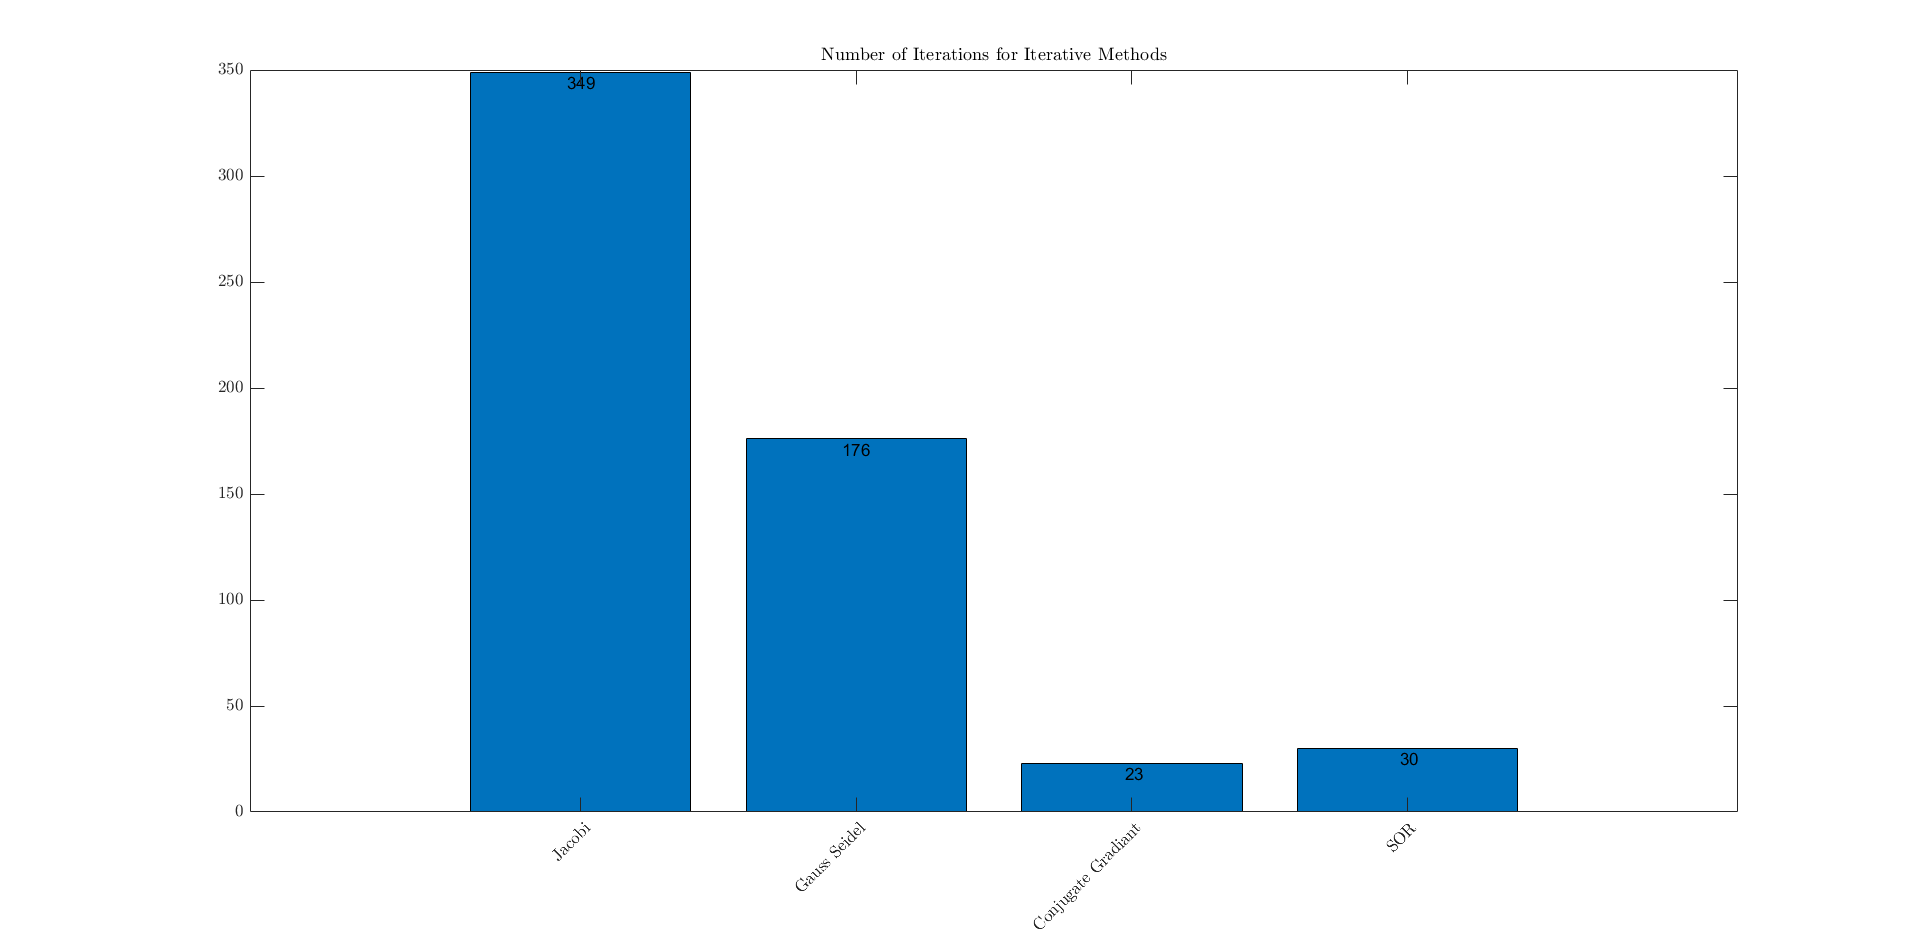 Number of Iterations for Iterative Methods
350
300
250
200
150
100
50
0
349
176
23
30
Jacobi
Gauss Seidel
Conjugate Gradiant
SOR